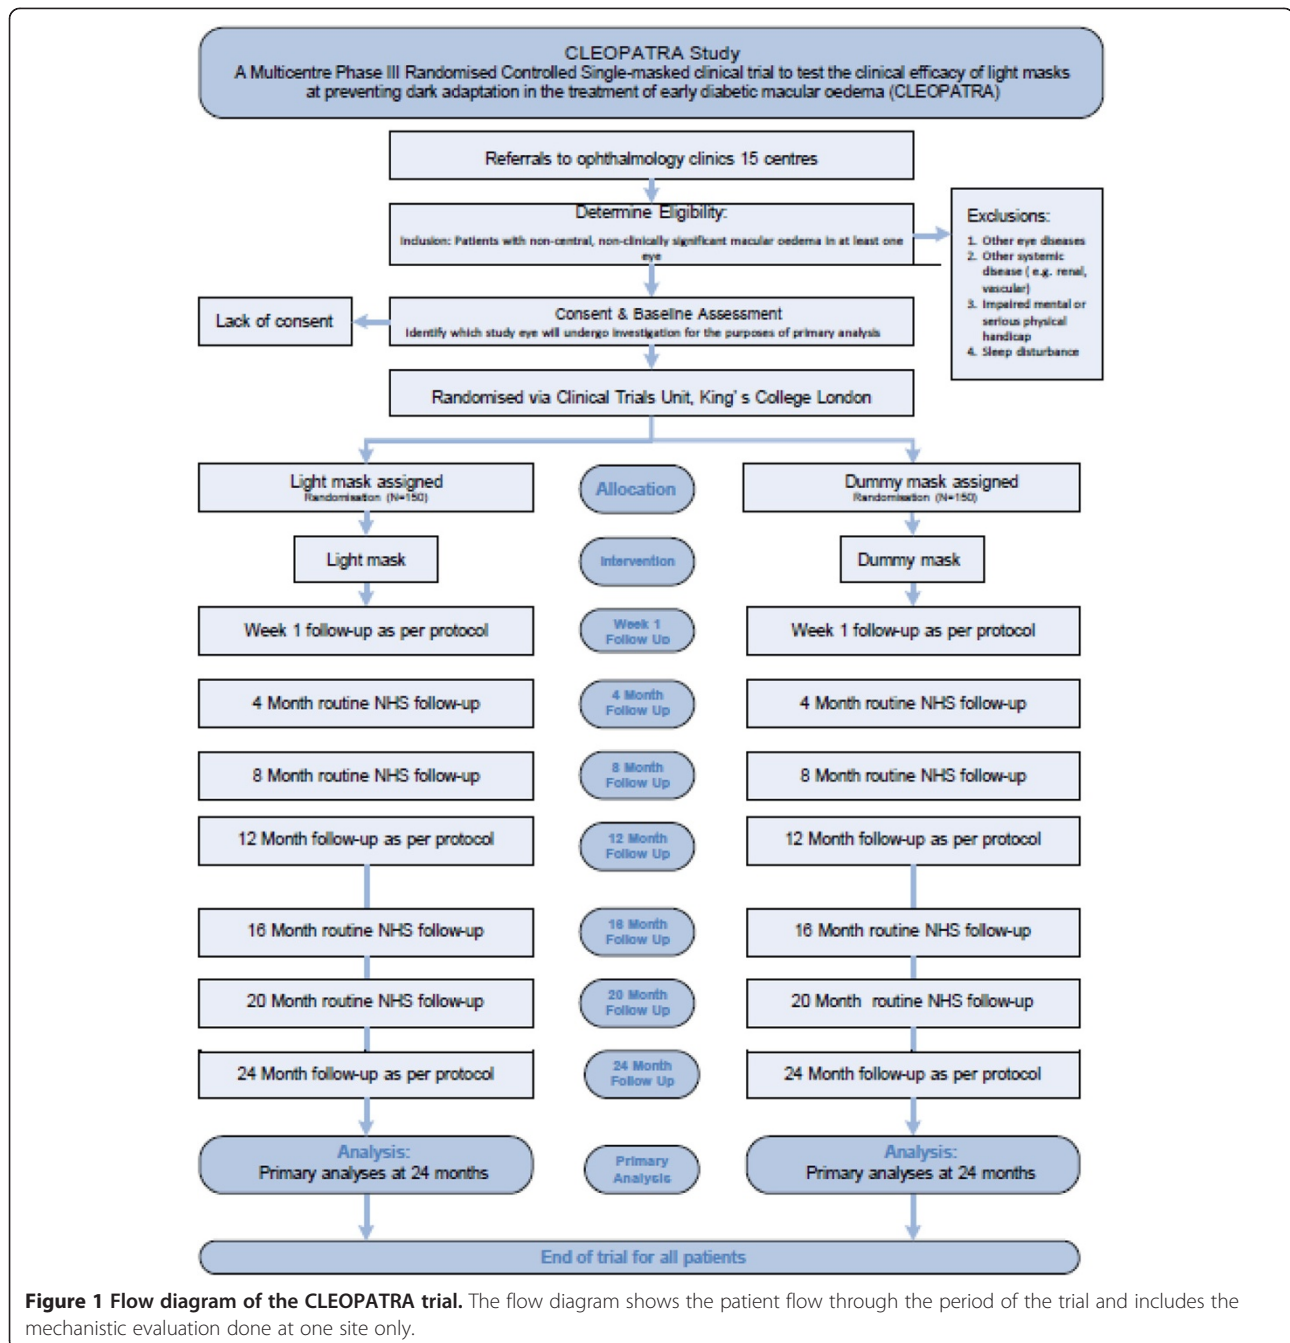 CLEOPATRA Study
A Multicentre Phase III Randomised Controlled Single-masked clinical trial to test the clinical efficacy of light masks
at preventing dark adaptation in the treatment of early diabetic macular oedema (CLEOPATRA)
Referrals to ophthalmology clinics 15 centres
Determine Eligibility:
Inclusion: Patients with non-central, non-clinically significant macular oedema in at least one
eye
Exclusions:
1. Other eye diseases
2. Other systemic
disease ( e.g. renal,
vascular)
3. Impaired mental or
serious physical
handicap
4. Sleep disturbance
Lack of consent
Consent & Baseline Assessment
Identify which study eye will undergo investigation for the purposes of primary analysis
Randomised via Clinical Trials Unit, King's College London
Light mask assigned
Randomisation (N=150)
Allocation
Dummy mask assigned
Randomisation (N=150)
Light mask
Intervention
Dummy mask
Week 1 follow-up as per protocol
Week 1
Follow Up
Week 1 follow-up as per protocol
4 Month routine NHS follow-up
4 Month
Follow Up
4 Month routine NHS follow-up
8 Month routine NHS follow-up
8 Month
Follow Up
8 Month routine NHS follow-up
12 Month follow-up as per protocol
12 Month
Follow Up
12 Month follow-up as per protocol
16 Month routine NHS follow-up
16 Month
Follow Up
16 Month routine NHS follow-up
20 Month routine NHS follow-up
20 Month
Follow Up
20 Month routine NHS follow-up
24 Month follow-up as per protocol
24 Month
Follow Up
24 Month follow-up as per protocol
Analysis:
Primary analyses at 24 months
Primary
Analysis
Analysis:
Primary analyses at 24 months
End of trial for all patients
Figure 1 Flow diagram of the CLEOPATRA trial. The flow diagram shows the patient flow through the period of the trial and includes the
mechanistic evaluation done at one site only.